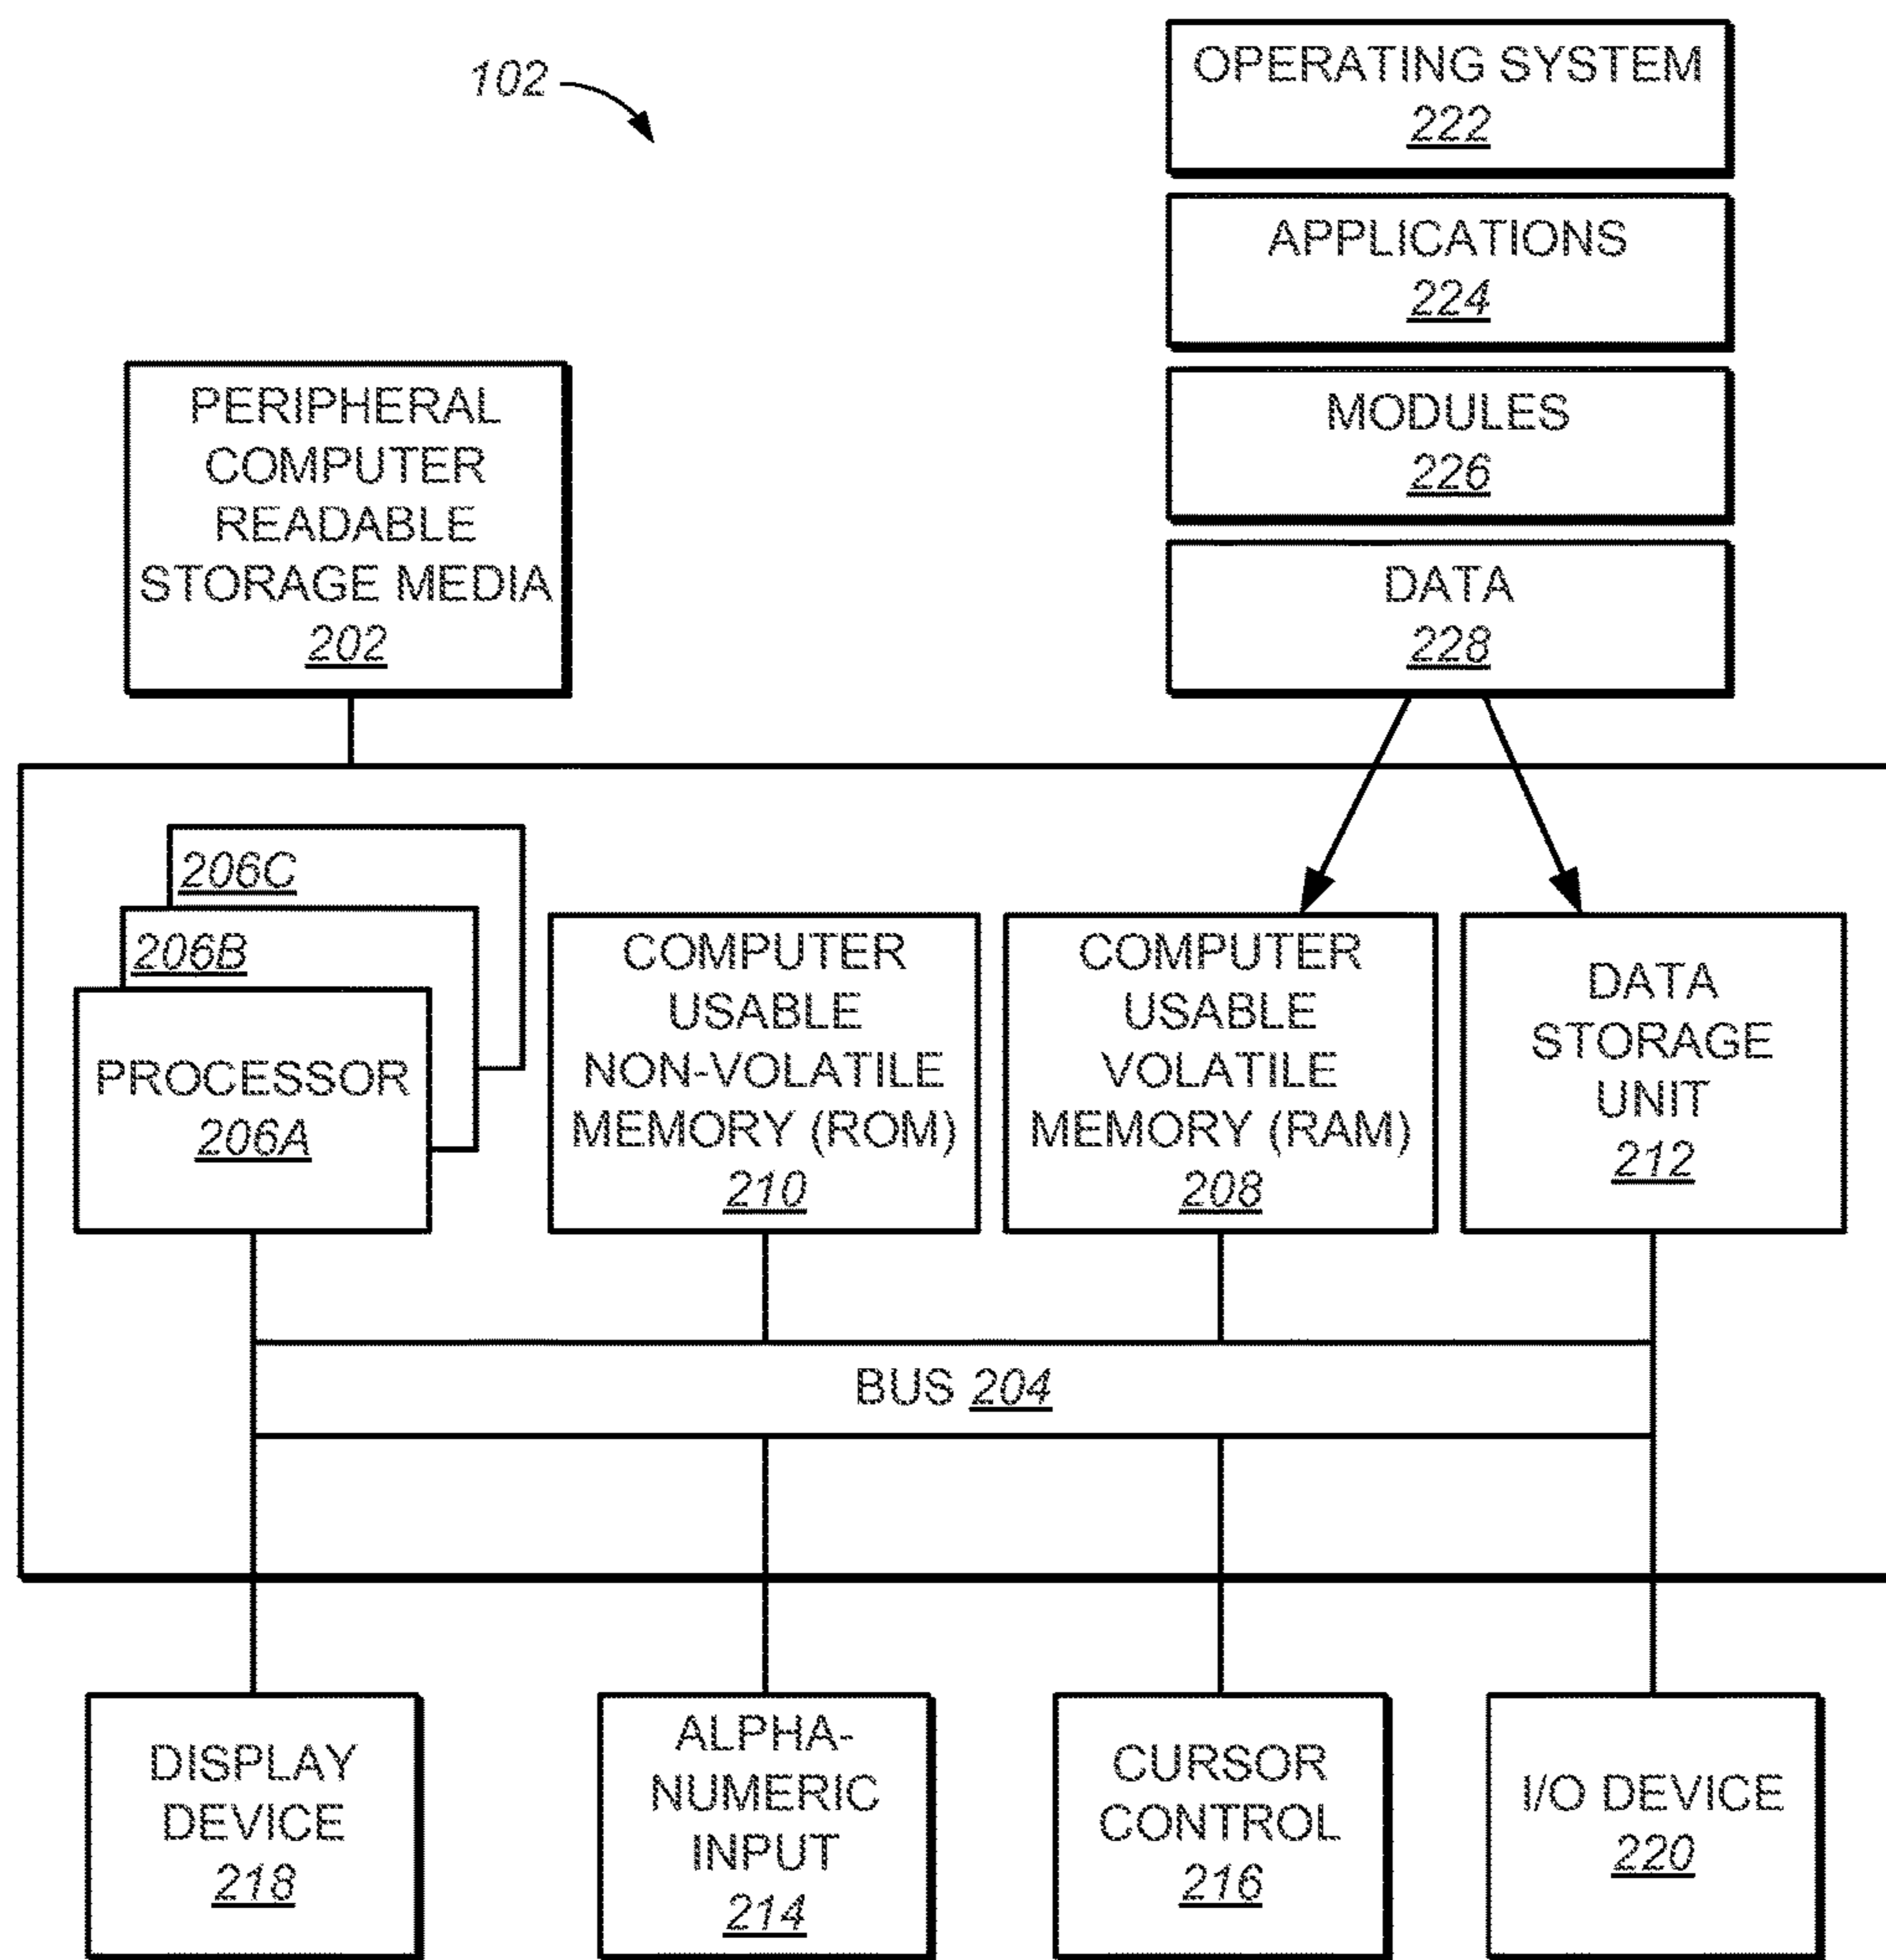 102
OPERATING SYSTEM
222
APPLICATIONS
224
MODULES
226
DATA
228
PERIPHERAL
COMPUTER
READABLE
STORAGE MEDIA
202
206C
206B
PROCESSOR
206A
COMPUTER
USABLE
NON-VOLATILE
MEMORY (ROM)
210
COMPUTER
USABLE
VOLATILE
MEMORY (RAM)
208
DATA
STORAGE
UNIT
212
BUS 204
DISPLAY
DEVICE
218
ALPHA-
NUMERIC
INPUT
214
CURSOR
CONTROL
216
I/O DEVICE
220